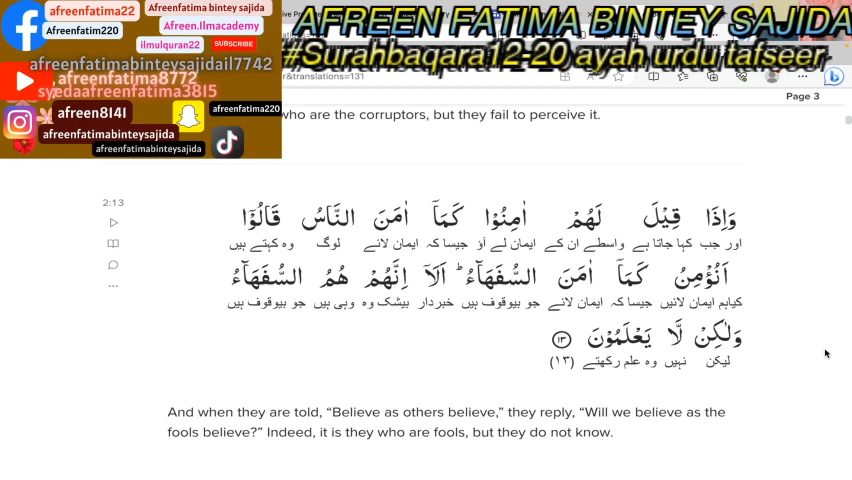 afreenfatima22
Afreenfatim220
Afreenfatima bintey sajida
Afreen.Ilmacademy
ilmulquran22
SUBSCRIBE
afreenfatimabinteysajidail7742
afreenfatima8772
syedaafreenfatima3815
afreen8141
afreenfatimabinteysajida
afreenfatima220
afreenfatimabinteysajida
AFREEN FATIMA BINTEY SAJIDA
#Surahbaqara12-20 ayah urdu tafseer
&translations=131
Page 3
who are the corruptors, but they fail to perceive it.
2:13
وَاِذَا قِيْلَ لَهُمْ اٰمِنُوْا كَمَاۤ اٰمَنَ النَّاسُ قَالُوْۤا
اور جب کہا جاتا ہے واسطے ان کے ایمان لے آؤ جیسا کہ ایمان لائے لوگ وہ کہتے ہیں
اَنُؤْمِنُ كَمَاۤ اٰمَنَ السُّفَهَآءُ ؕ اَلَاۤ اِنَّهُمْ هُمُ السُّفَهَآءُ
کیاہم ایمان لائیں جیسا کہ ایمان لائے جو بیوقوف ہیں خبردار بیشک وہ وہی ہیں جو بیوقوف ہیں
وَلٰكِنْ لَّا يَعْلَمُوْنَ ١٣
لیکن نہیں وہ علم رکھتے (١٣)
And when they are told, “Believe as others believe,” they reply, “Will we believe as the
fools believe?” Indeed, it is they who are fools, but they do not know.